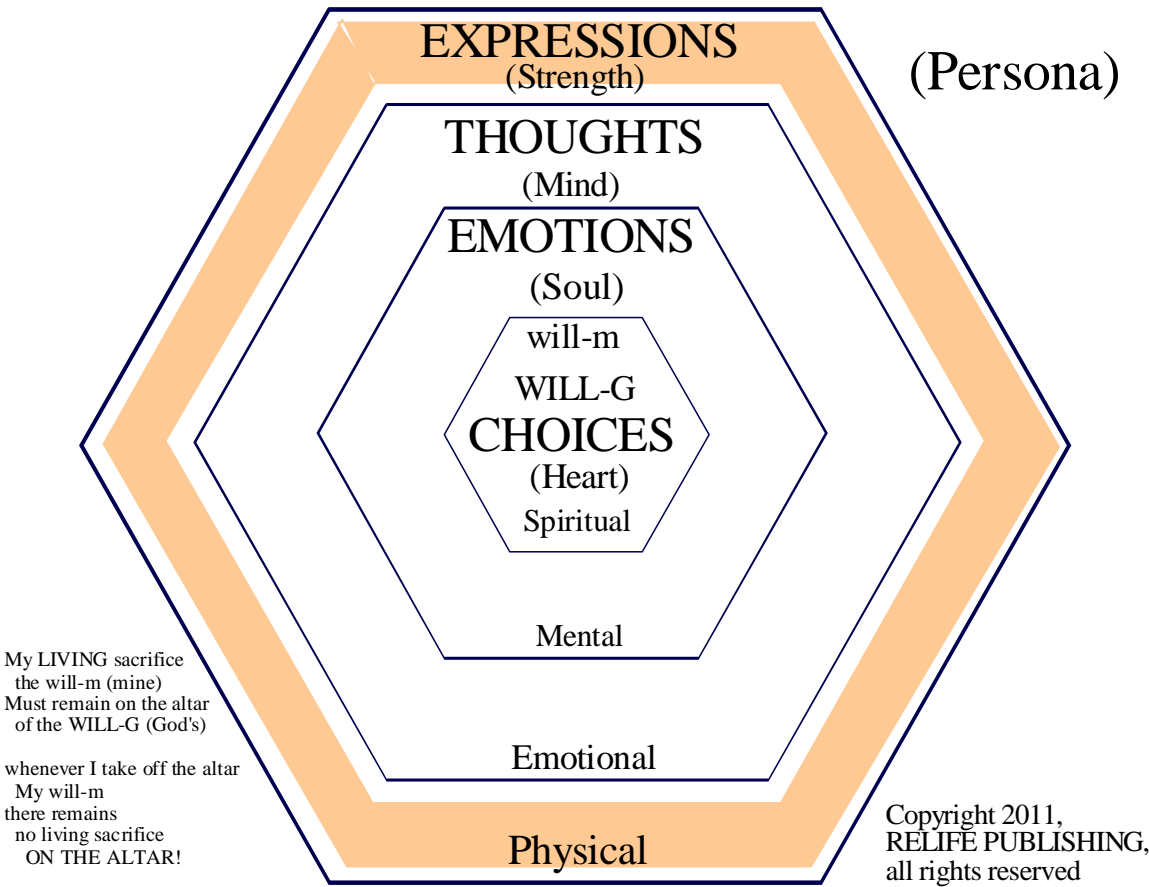 EXPRESSIONS
(Strength)
(Persona)
THOUGHTS
(Mind)
EMOTIONS
(Soul)
will-m
WILL-G
CHOICES
(Heart)
Spiritual
Mental
Emotional
Physical
My LIVING sacrifice
the will-m (mine)
Must remain on the altar
of the WILL-G (God's)
whenever I take off the altar
My will-m
there remains
no living sacrifice
ON THE ALTAR!
Copyright 2011,
RELIFE PUBLISHING,
all rights reserved